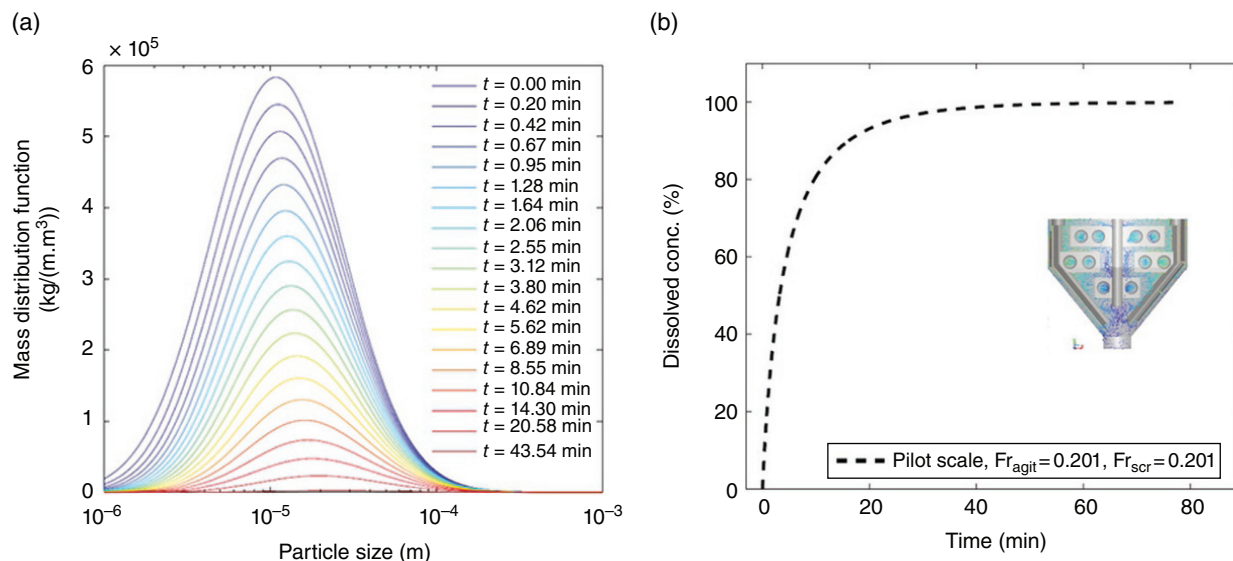 (a)
× 10⁵
6
5
4
3
2
1
0
10⁻⁶
10⁻⁵
10⁻⁴
10⁻³
Mass distribution function
(kg/(m.m³))
Particle size (m)
t = 0.00 min
t = 0.20 min
t = 0.42 min
t = 0.67 min
t = 0.95 min
t = 1.28 min
t = 1.64 min
t = 2.06 min
t = 2.55 min
t = 3.12 min
t = 3.80 min
t = 4.62 min
t = 5.62 min
t = 6.89 min
t = 8.55 min
t = 10.84 min
t = 14.30 min
t = 20.58 min
t = 43.54 min
(b)
100
80
60
40
20
0
0
20
40
60
80
Dissolved conc. (%)
Time (min)
Pilot scale, Fr_agit = 0.201, Fr_scr = 0.201